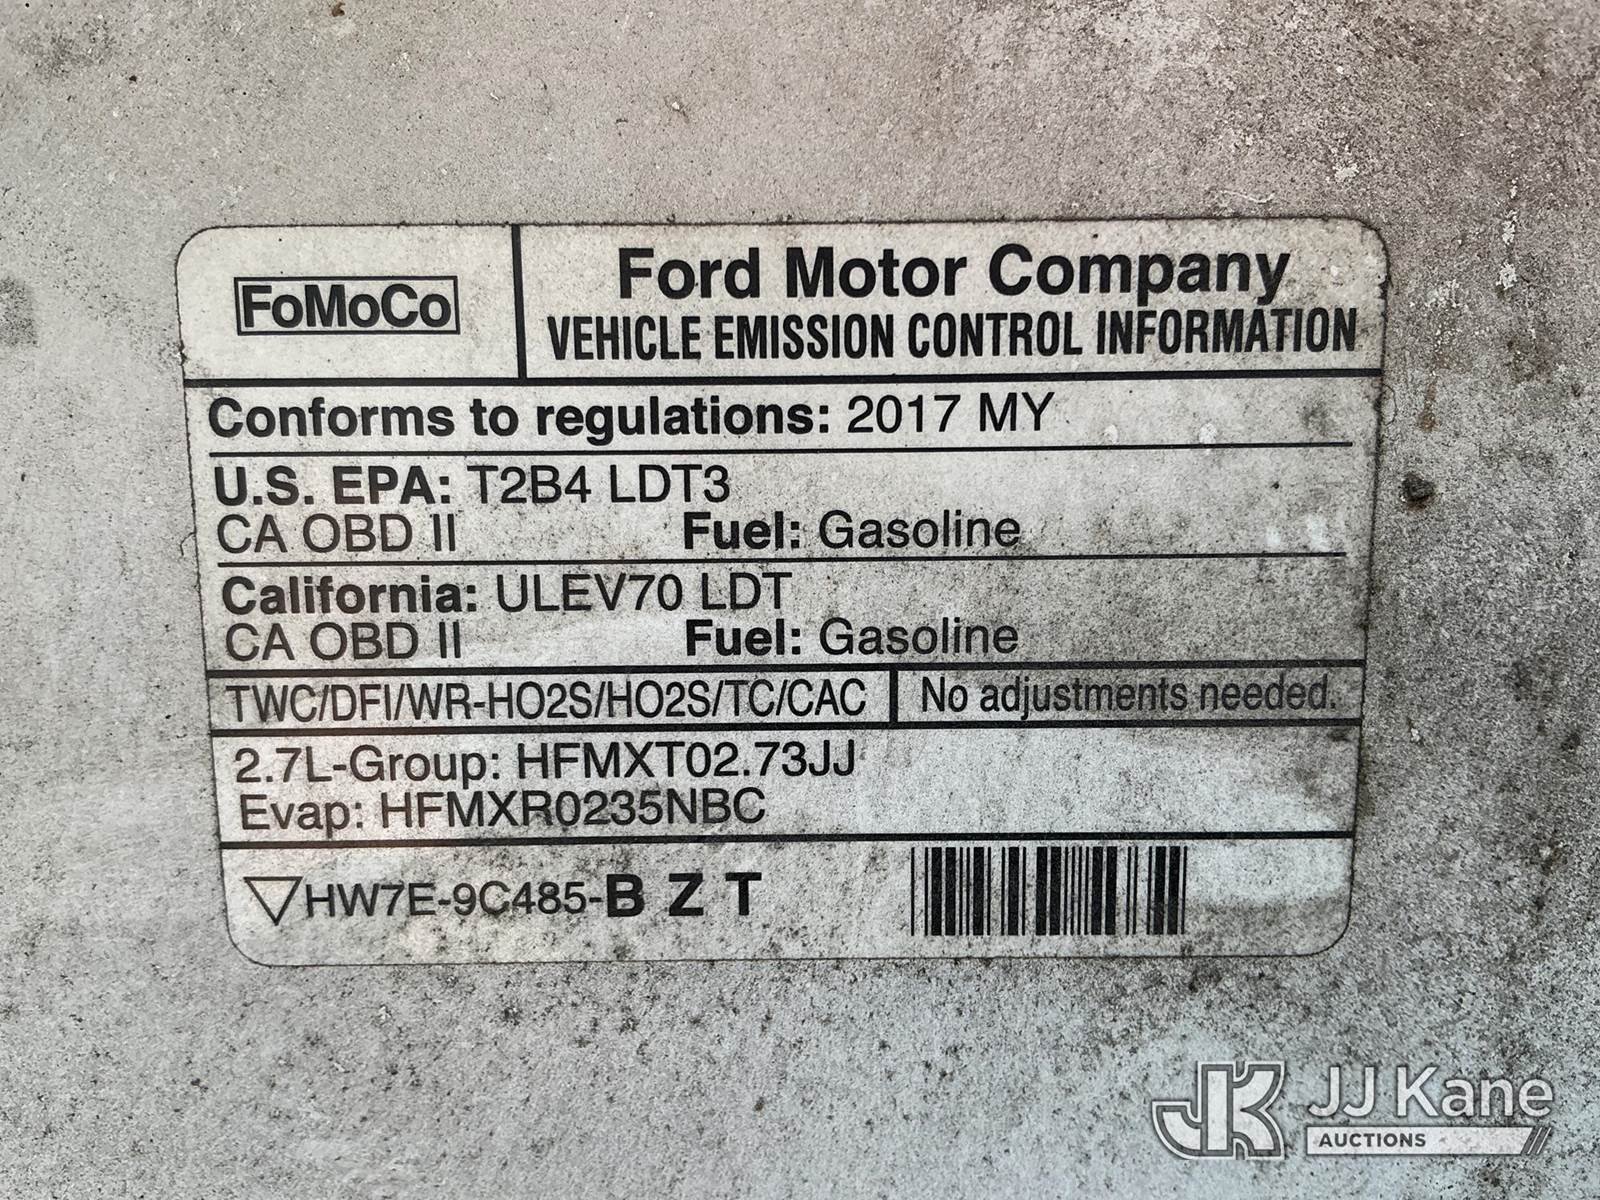 FoMoCo
Ford Motor Company
VEHICLE EMISSION CONTROL INFORMATION
Conforms to regulations: 2017 MY
U.S. EPA: T2B4 LDT3
CA OBD II Fuel: Gasoline
California: ULEV70 LDT
CA OBD II Fuel: Gasoline
TWC/DFI/WR-HO2S/HO2S/TC/CAC No adjustments needed.
2.7L-Group: HFMXT02.73JJ
Evap: HFMXR0235NBC
HW7E-9C485-B Z T
JK JJ Kane
AUCTIONS